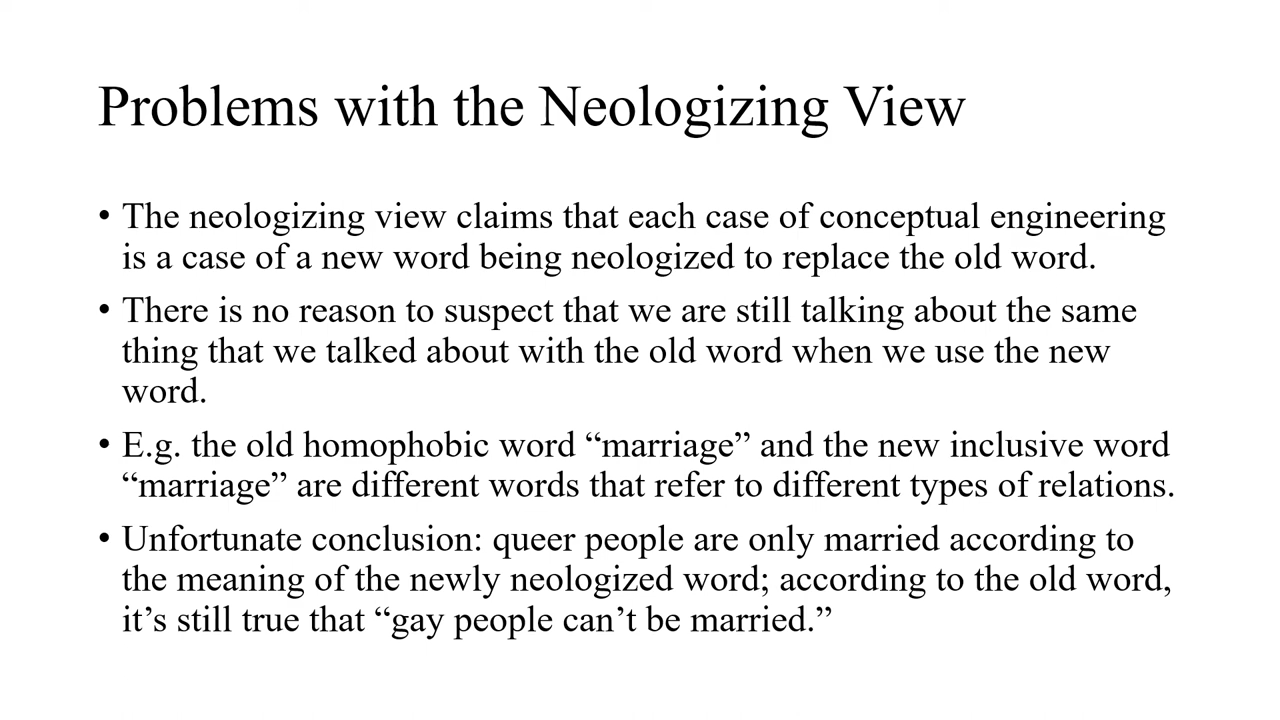 Problems with the Neologizing View
• The neologizing view claims that each case of conceptual engineering
is a case of a new word being neologized to replace the old word.
• There is no reason to suspect that we are still talking about the same
thing that we talked about with the old word when we use the new
word.
• E.g. the old homophobic word “marriage” and the new inclusive word
“marriage” are different words that refer to different types of relations.
• Unfortunate conclusion: queer people are only married according to
the meaning of the newly neologized word; according to the old word,
it’s still true that “gay people can’t be married.”